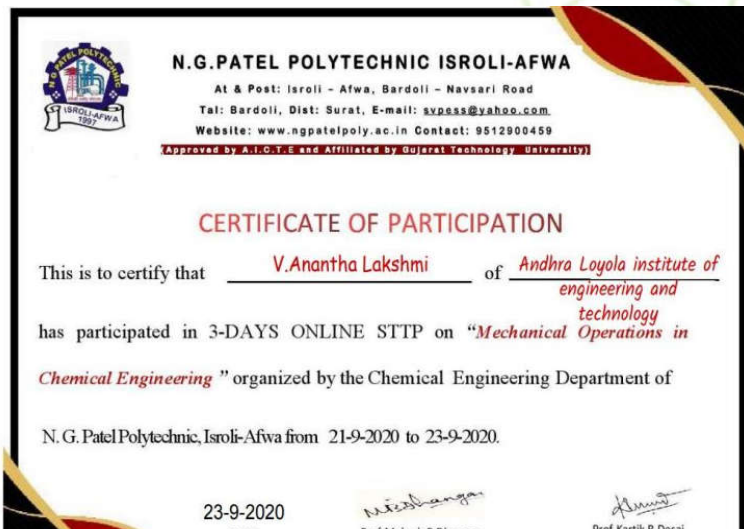 N G PATEL POLYTECHNIC
ISROLI-AFWA
1997
N.G.PATEL POLYTECHNIC ISROLI-AFWA
At & Post: Isroli – Afwa, Bardoli – Navsari Road
Tal: Bardoli, Dist: Surat, E-mail: svpess@yahoo.com
Website: www.ngpatelpoly.ac.in Contact: 9512900459
(Approved by A.I.C.T.E and Affiliated by Gujarat Technology University)
CERTIFICATE OF PARTICIPATION
This is to certify that V.Anantha Lakshmi of Andhra Loyola institute of
engineering and
technology
has participated in 3-DAYS ONLINE STTP on “Mechanical Operations in
Chemical Engineering ” organized by the Chemical Engineering Department of
N. G. Patel Polytechnic, Isroli-Afwa from 21-9-2020 to 23-9-2020.
23-9-2020